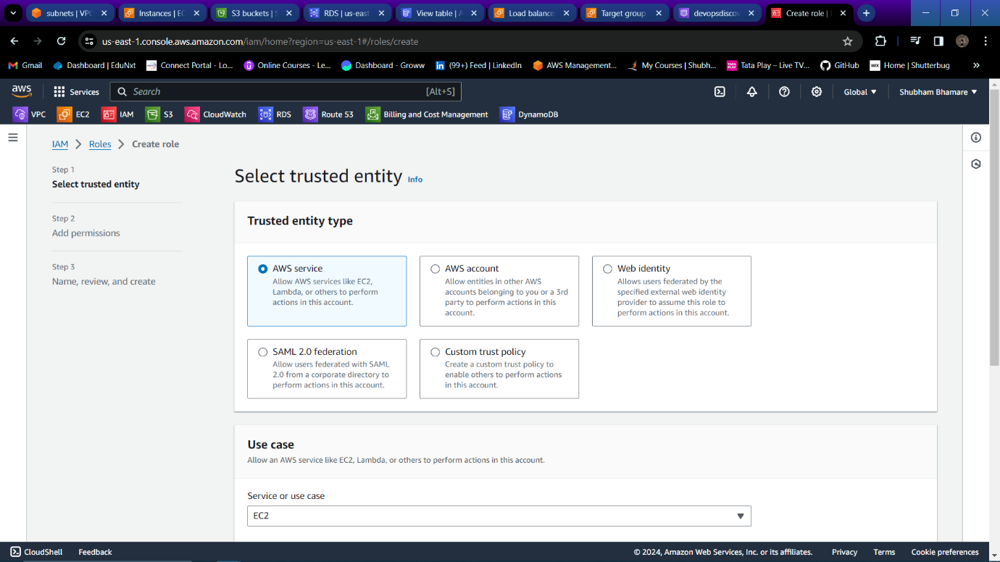 subnets | VPC
Instances | EC
S3 buckets | S
RDS | us-east
View table | A
Load balance
Target group
devopsdiscov
Create role |
us-east-1.console.aws.amazon.com/iam/home?region=us-east-1#/roles/create
Gmail
Dashboard | EduNxt
Connect Portal - Lo...
Online Courses - Le...
Dashboard - Groww
(99+) Feed | LinkedIn
AWS Management...
My Courses | Shubh...
Tata Play – Live TV...
GitHub
Home | Shutterbug
aws
Services
Search
[Alt+S]
Global
Shubham Bhamare
VPC
EC2
IAM
S3
CloudWatch
RDS
Route 53
Billing and Cost Management
DynamoDB
IAM
Roles
Create role
Step 1
Select trusted entity
Step 2
Add permissions
Step 3
Name, review, and create
Select trusted entity Info
Trusted entity type
AWS service
Allow AWS services like EC2,
Lambda, or others to perform
actions in this account.
AWS account
Allow entities in other AWS
accounts belonging to you or a 3rd
party to perform actions in this
account.
Web identity
Allows users federated by the
specified external web identity
provider to assume this role to
perform actions in this account.
SAML 2.0 federation
Allow users federated with SAML
2.0 from a corporate directory to
perform actions in this account.
Custom trust policy
Create a custom trust policy to
enable others to perform actions
in this account.
Use case
Allow an AWS service like EC2, Lambda, or others to perform actions in this account.
Service or use case
EC2
CloudShell
Feedback
© 2024, Amazon Web Services, Inc. or its affiliates.
Privacy
Terms
Cookie preferences